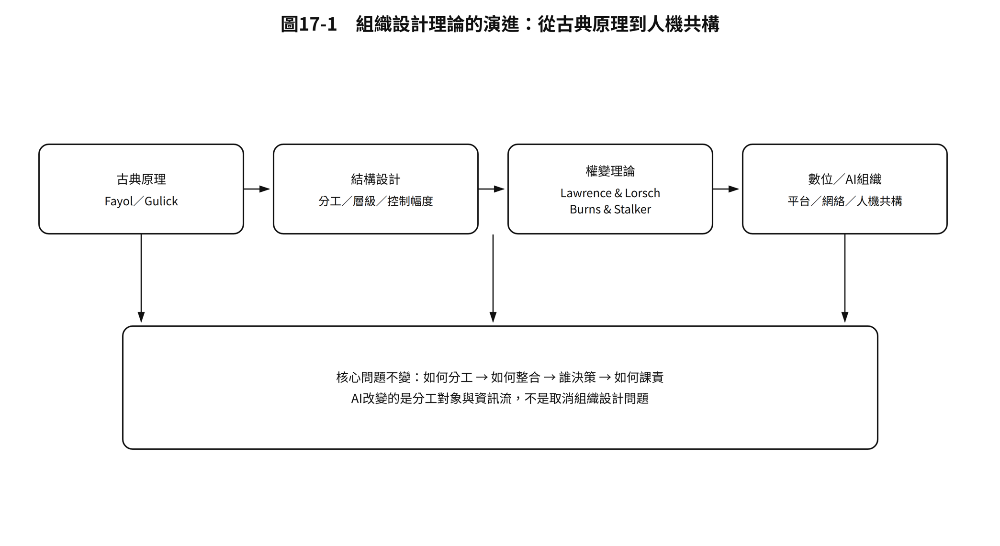 圖17-1　組織設計理論的演進：從古典原理到人機共構
古典原理
Fayol／Gulick
結構設計
分工／層級／控制幅度
權變理論
Lawrence & Lorsch
Burns & Stalker
數位／AI組織
平台／網絡／人機共構
核心問題不變：如何分工 → 如何整合 → 誰決策 → 如何課責
AI改變的是分工對象與資訊流，不是取消組織設計問題